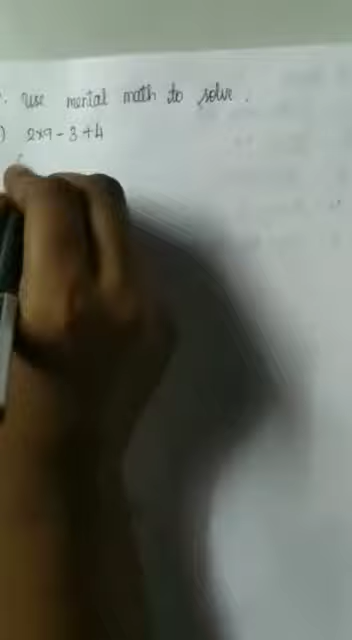 . use mental math to solve.
) 2×9-3+4